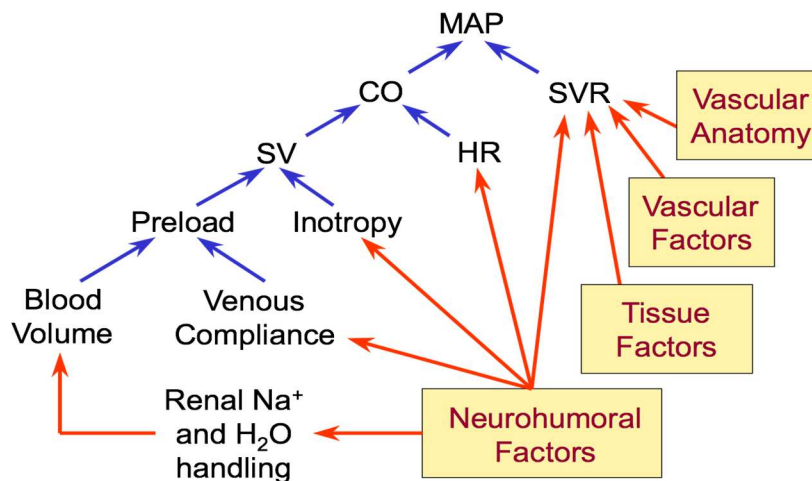 MAP
CO
SVR
Vascular
Anatomy
SV
HR
Vascular
Factors
Preload
Inotropy
Blood
Volume
Venous
Compliance
Tissue
Factors
Renal Na⁺
and H₂O
handling
Neurohumoral
Factors